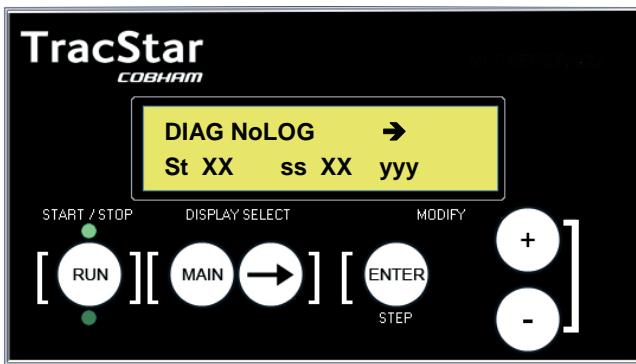 TracStar
COBHAM
DIAG NoLOG ➔
St XX ss XX yyy
START / STOP DISPLAY SELECT MODIFY
RUN MAIN → ENTER + -
STEP